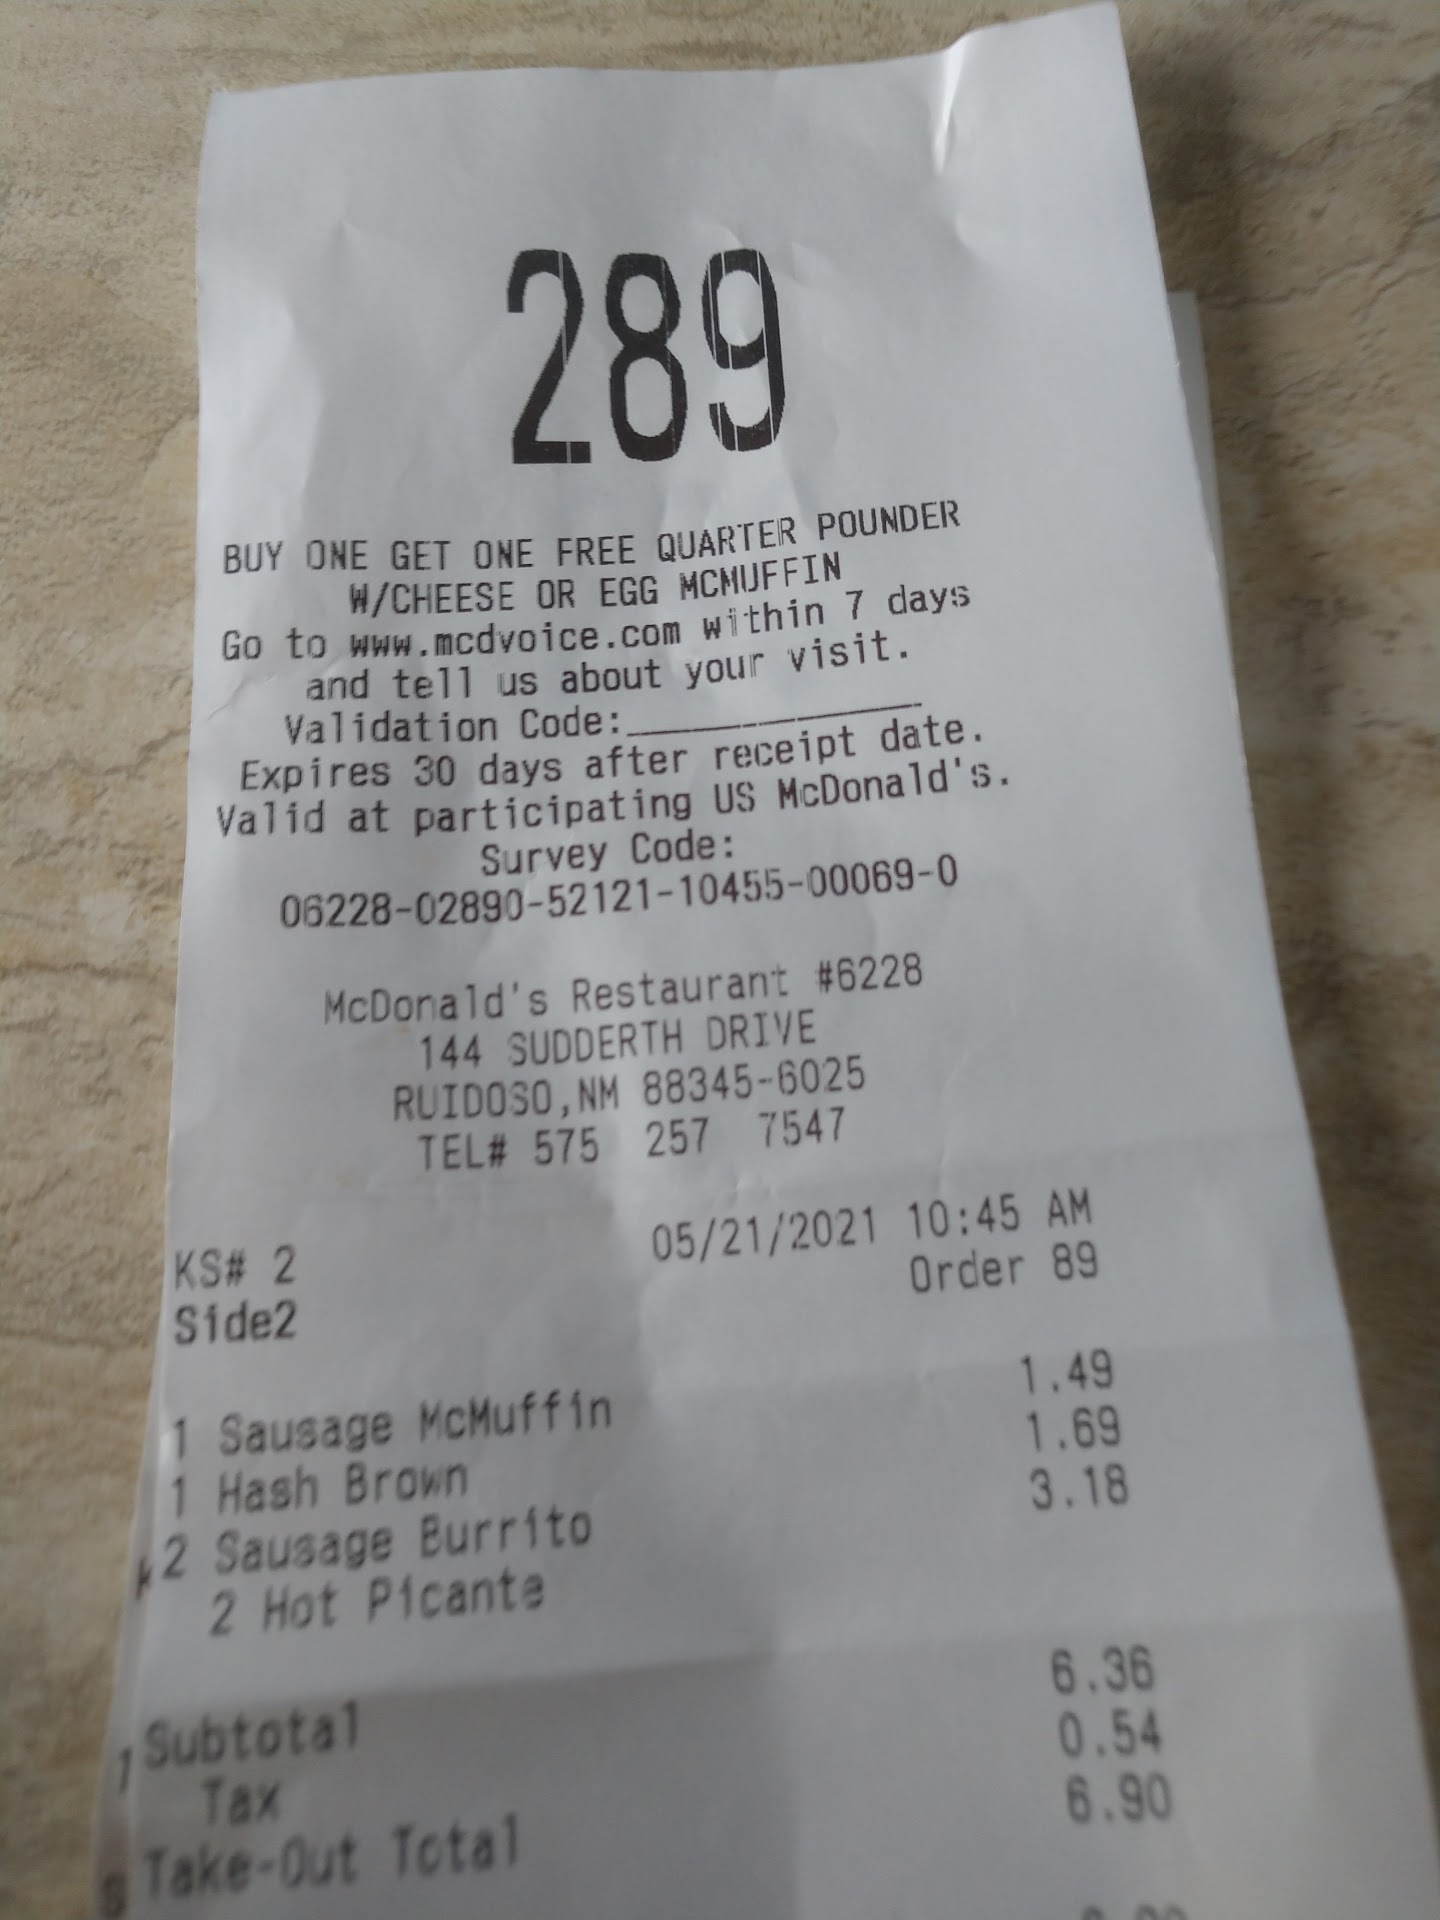 289
BUY ONE GET ONE FREE QUARTER POUNDER
W/CHEESE OR EGG MCMUFFIN
Go to www.mcdvoice.com within 7 days
and tell us about your visit.
Validation Code:____________
Expires 30 days after receipt date.
Valid at participating US McDonald's.
Survey Code:
06228-02890-52121-10455-00069-0
McDonald's Restaurant #6228
144 SUDDERTH DRIVE
RUIDOSO,NM 88345-6025
TEL# 575 257 7547
KS# 2 05/21/2021 10:45 AM
Side2 Order 89
1 Sausage McMuffin 1.49
1 Hash Brown 1.69
2 Sausage Burrito 3.18
2 Hot Picante
Subtotal 6.36
Tax 0.54
Take-Out Total 6.90